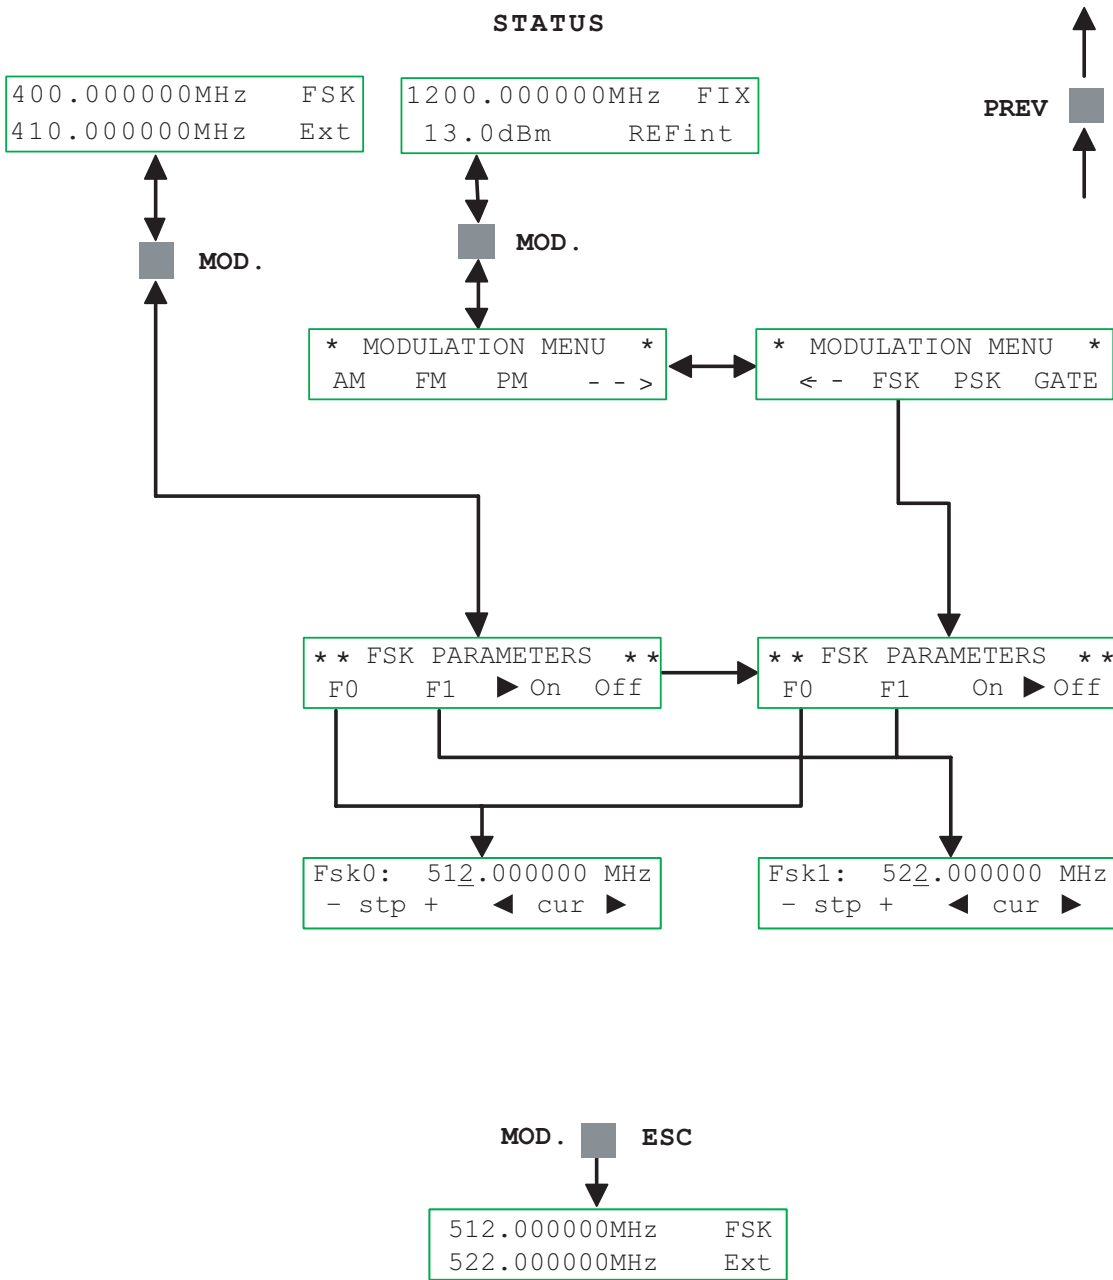 STATUS
400.000000MHz FSK
410.000000MHz Ext
1200.000000MHz FIX
13.0dBm REFint
PREV
MOD.
MOD.
* MODULATION MENU *
AM FM PM -->
* MODULATION MENU *
<- FSK PSK GATE
** FSK PARAMETERS **
F0 F1 ▶ On Off
** FSK PARAMETERS **
F0 F1 On ▶ Off
Fsk0: 512.000000 MHz
- stp + ◀ cur ▶
Fsk1: 522.000000 MHz
- stp + ◀ cur ▶
MOD. ESC
512.000000MHz FSK
522.000000MHz Ext